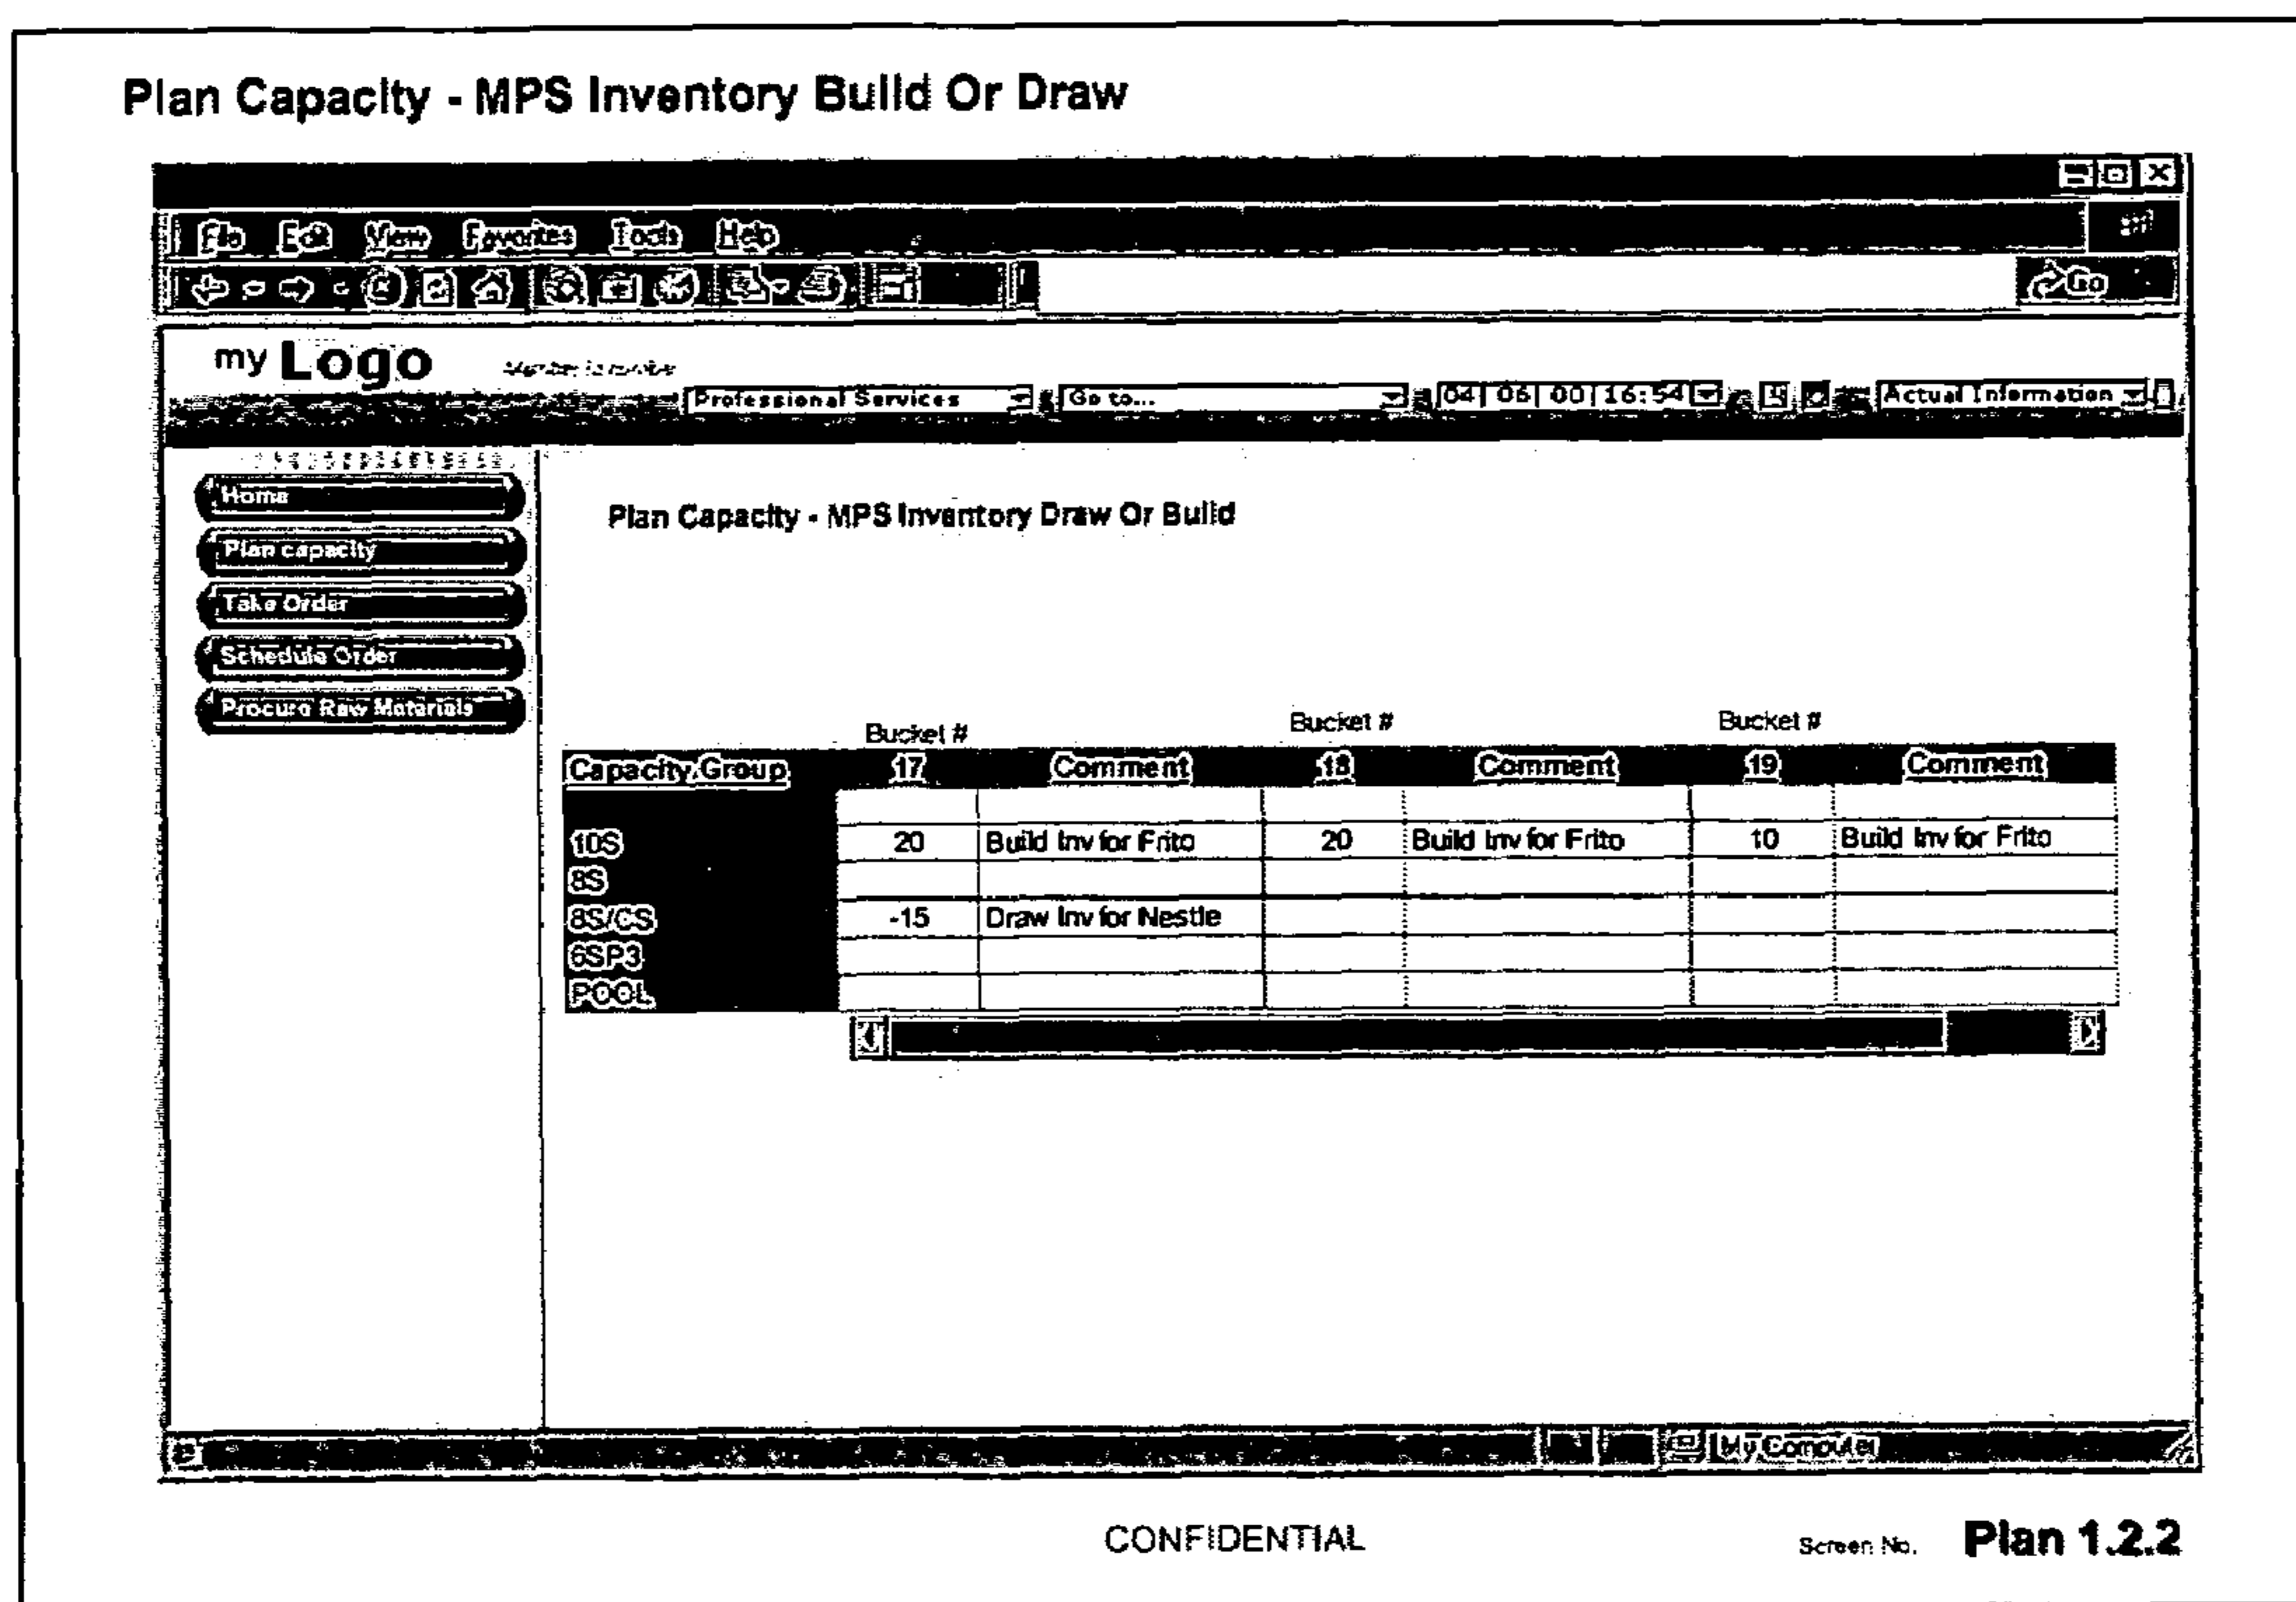 Plan Capacity - MPS Inventory Build Or Draw
File Edit View Favorites Tools Help
Go
my Logo
Professional Services Go to... 04 06 00 16:54 Actual Information
Home
Plan capacity
Take Order
Schedule Order
Procure Raw Materials
Plan Capacity - MPS Inventory Draw Or Build
Bucket # Bucket # Bucket #
Capacity Group 17 Comment 18 Comment 19 Comment
10S 20 Build Inv for Frito 20 Build Inv for Frito 10 Build Inv for Frito
8S
8S/CS -15 Draw Inv for Nestle
6SP3
POOL
My Computer
CONFIDENTIAL
Screen No. Plan 1.2.2